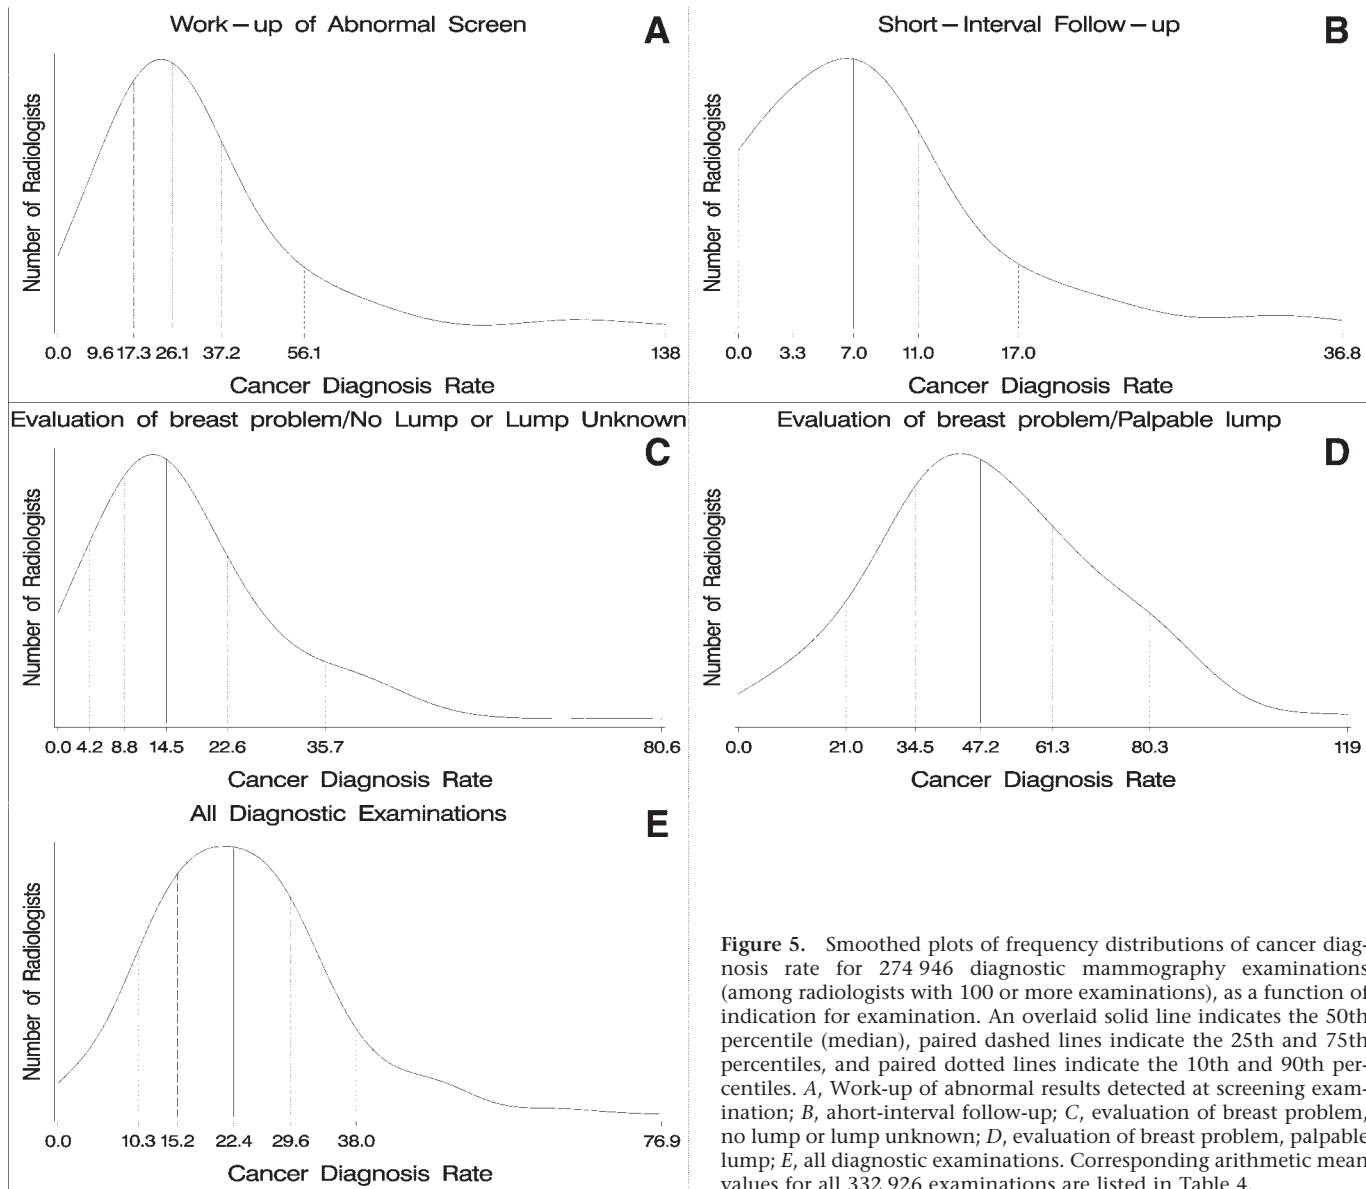 Work-up of Abnormal Screen
A
Number of Radiologists
0.0 9.6 17.3 26.1 37.2 56.1 138
Cancer Diagnosis Rate
Short-Interval Follow-up
B
Number of Radiologists
0.0 3.3 7.0 11.0 17.0 36.8
Cancer Diagnosis Rate
Evaluation of breast problem/No Lump or Lump Unknown
C
Number of Radiologists
0.0 4.2 8.8 14.5 22.6 35.7 80.6
Cancer Diagnosis Rate
Evaluation of breast problem/Palpable lump
D
Number of Radiologists
0.0 21.0 34.5 47.2 61.3 80.3 119
Cancer Diagnosis Rate
All Diagnostic Examinations
E
Number of Radiologists
0.0 10.3 15.2 22.4 29.6 38.0 76.9
Cancer Diagnosis Rate
Figure 5. Smoothed plots of frequency distributions of cancer diag-
nosis rate for 274 946 diagnostic mammography examinations
(among radiologists with 100 or more examinations), as a function of
indication for examination. An overlaid solid line indicates the 50th
percentile (median), paired dashed lines indicate the 25th and 75th
percentiles, and paired dotted lines indicate the 10th and 90th per-
centiles. A, Work-up of abnormal results detected at screening exam-
ination; B, ahort-interval follow-up; C, evaluation of breast problem,
no lump or lump unknown; D, evaluation of breast problem, palpable
lump; E, all diagnostic examinations. Corresponding arithmetic mean
values for all 332 926 examinations are listed in Table 4.